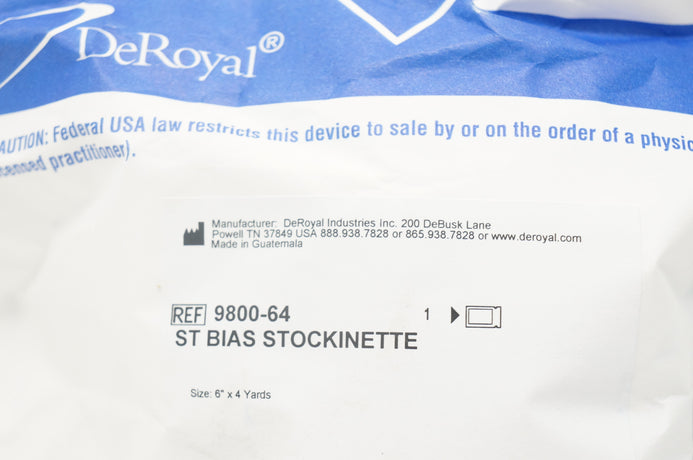 DeRoyal®
AUTION: Federal USA law restricts this device to sale by or on the order of a physic
censed practitioner).
Manufacturer: DeRoyal Industries Inc. 200 DeBusk Lane
Powell TN 37849 USA 888.938.7828 or 865.938.7828 or www.deroyal.com
Made in Guatemala
REF 9800-64 1
ST BIAS STOCKINETTE
Size: 6" x 4 Yards